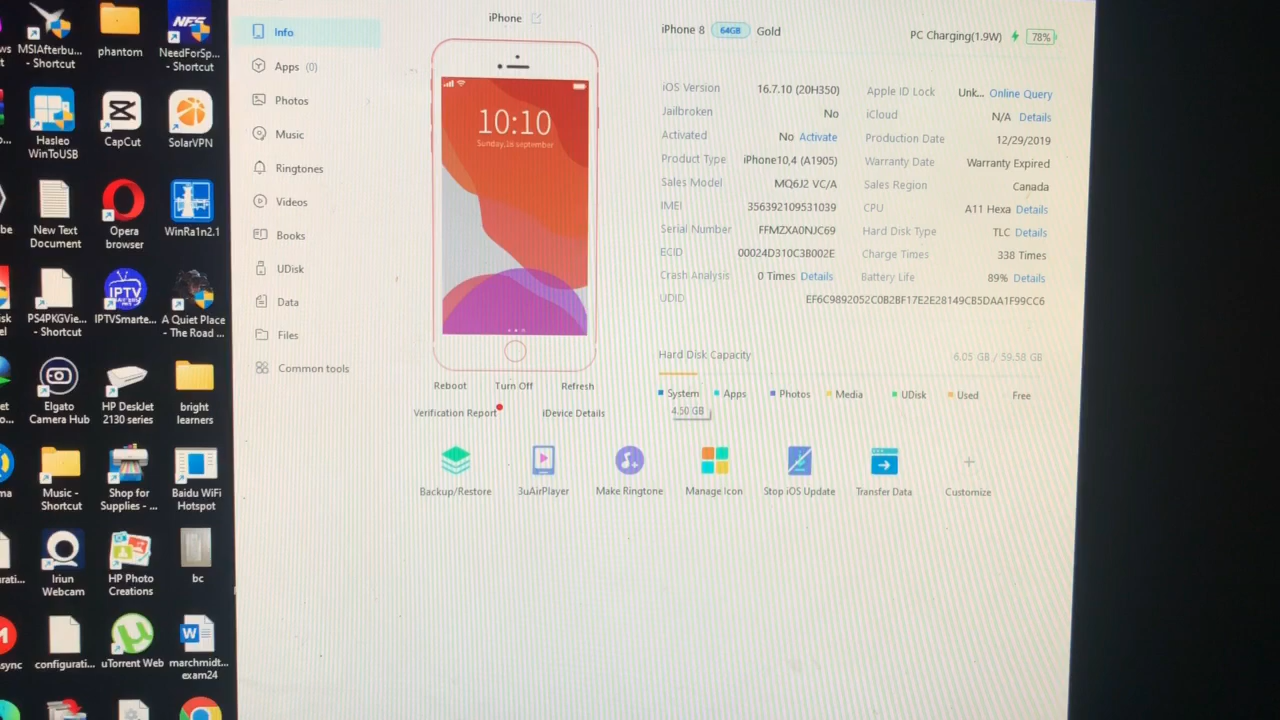 MSIAfterbu...
- Shortcut
phantom
NeedForSp...
- Shortcut
Hasleo
WinToUSB
CapCut
SolarVPN
New Text
Document
Opera
browser
WinRa1n2.1
PS4PKGVie...
- Shortcut
IPTV
IPTVSmarte...
A Quiet Place
- The Road ...
Elgato
Camera Hub
HP DeskJet
2130 series
bright
learners
Music -
Shortcut
Shop for
Supplies - ...
Baidu WiFi
Hotspot
Iriun
Webcam
HP Photo
Creations
bc
configurati...
uTorrent Web
marchmidt...
exam24
Info
Apps (0)
Photos
Music
Ringtones
Videos
Books
UDisk
Data
Files
Common tools
iPhone
10:10
Sunday,26 september
Reboot Turn Off Refresh
Verification Report iDevice Details
iPhone 8 64GB Gold
PC Charging(1.9W) 78%
iOS Version 16.7.10 (20H350)
Jailbroken No
Activated No Activate
Product Type iPhone10,4 (A1905)
Sales Model MQ6J2 VC/A
IMEI 356392109531039
Serial Number FFMZXA0NJC69
ECID 00024D310C3B002E
Crash Analysis 0 Times Details
UDID EF6C9892052C0B2BF17E2E28149CB5DAA1F99CC6
Apple ID Lock Unk... Online Query
iCloud N/A Details
Production Date 12/29/2019
Warranty Date Warranty Expired
Sales Region Canada
CPU A11 Hexa Details
Hard Disk Type TLC Details
Charge Times 338 Times
Battery Life 89% Details
Hard Disk Capacity 6.05 GB / 59.58 GB
System Apps Photos Media UDisk Used Free
4.50 GB
Backup/Restore 3uAirPlayer Make Ringtone Manage Icon Stop iOS Update Transfer Data Customize